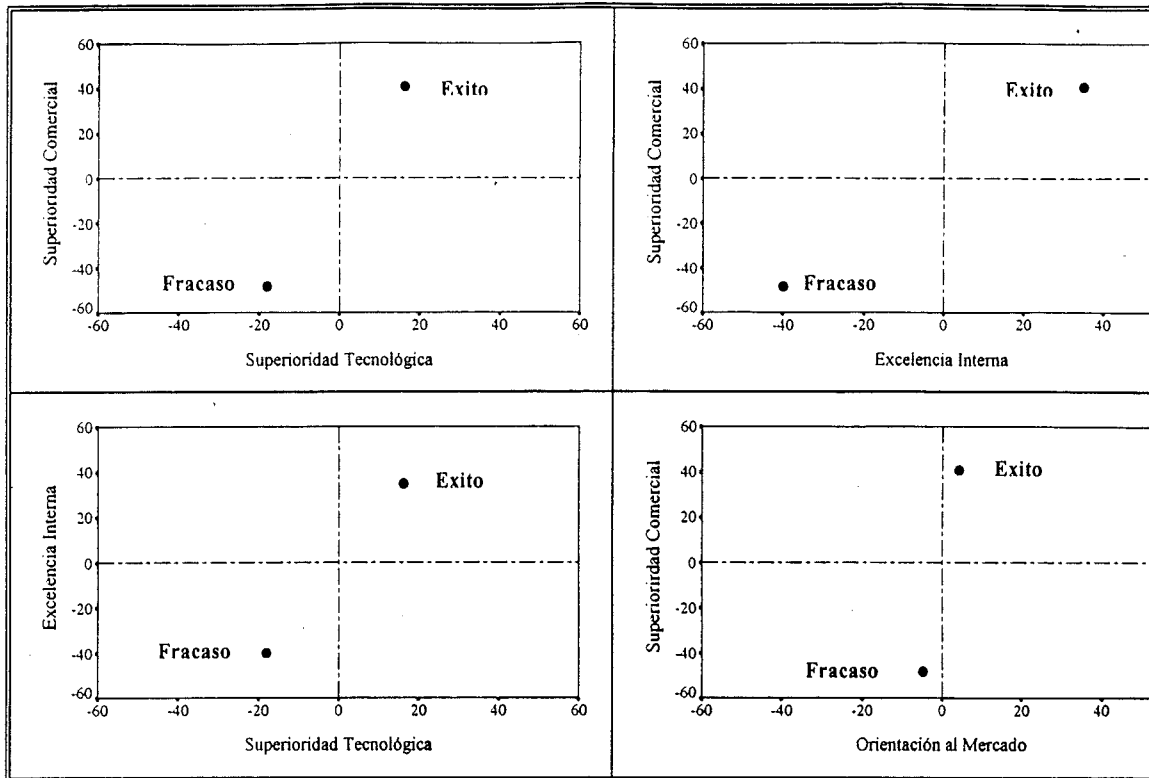 60
40
20
0
-20
-40
-60
Superioridad Comercial
Exito
Fracaso
-60 -40 -20 0 20 40 60
Superioridad Tecnológica
60
40
20
0
-20
-40
-60
Superioridad Comercial
Exito
Fracaso
-60 -40 -20 0 20 40
Excelencia Interna
60
40
20
0
-20
-40
-60
Excelencia Interna
Exito
Fracaso
-60 -40 -20 0 20 40 60
Superioridad Tecnológica
60
40
20
0
-20
-40
-60
Superiorirdad Comercial
Exito
Fracaso
-60 -40 -20 0 20 40
Orientación al Mercado